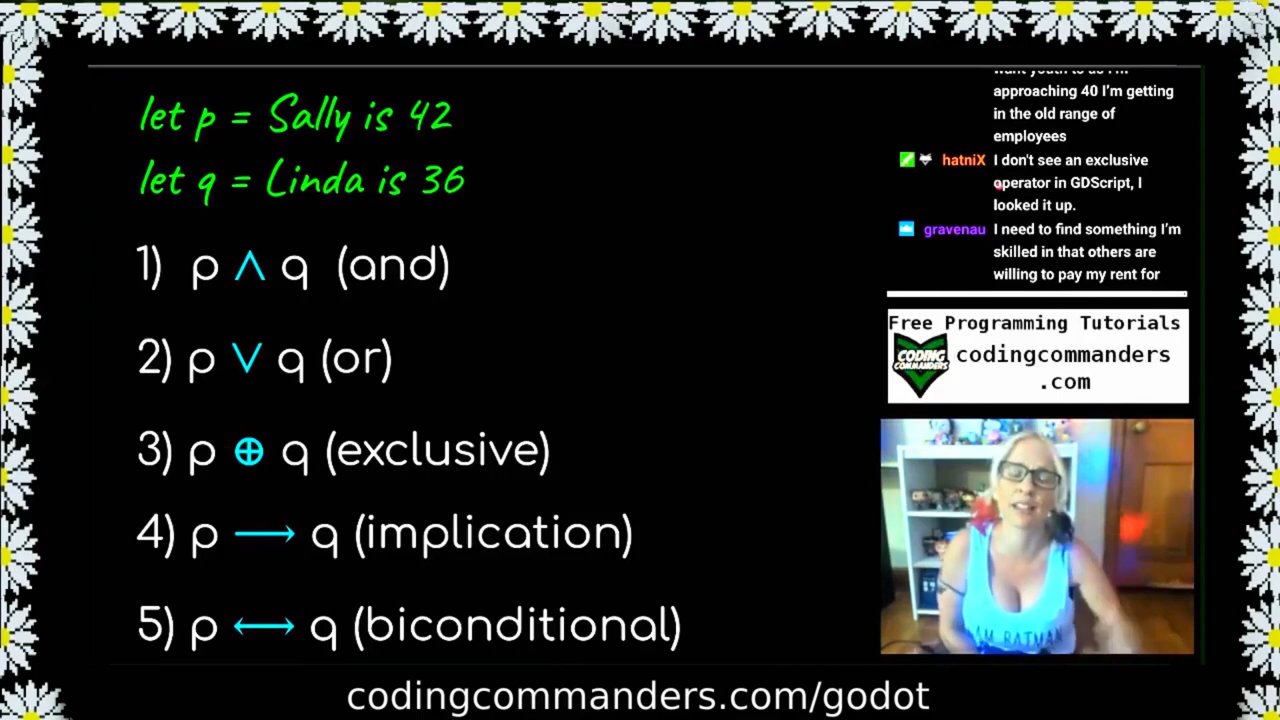 let p = Sally is 42
let q = Linda is 36
1) p ∧ q (and)
2) p ∨ q (or)
3) p ⊕ q (exclusive)
4) p ⟶ q (implication)
5) p ⟷ q (biconditional)
approaching 40 I'm getting
in the old range of
employees
hatniX I don't see an exclusive
operator in GDScript, I
looked it up.
gravenau I need to find something I'm
skilled in that others are
willing to pay my rent for
Free Programming Tutorials
CODING
COMMANDERS
codingcommanders
.com
AM BATMAN
codingcommanders.com/godot